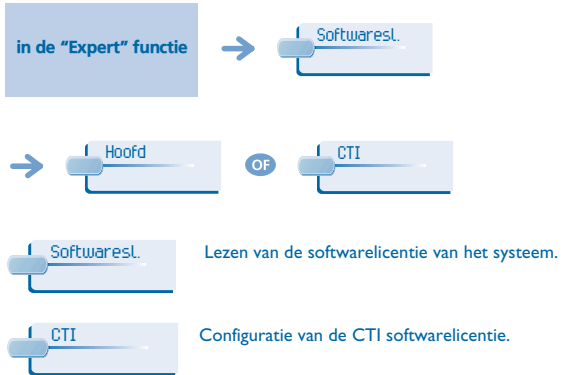 in de “Expert” functie
Softwaresl.
Hoofd
OF
CTI
Softwaresl.
Lezen van de softwarelicentie van het systeem.
CTI
Configuratie van de CTI softwarelicentie.